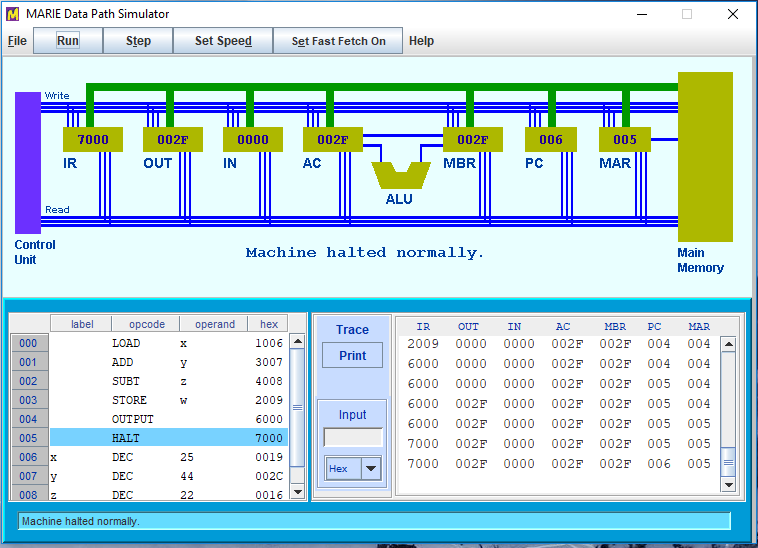 MARIE Data Path Simulator
File Run Step Set Speed Set Fast Fetch On Help
Write
7000 002F 0000 002F 002F 006 005
IR OUT IN AC MBR PC MAR
ALU
Read
Control
Unit
Machine halted normally.
Main
Memory
label opcode operand hex
000 LOAD x 1006
001 ADD y 3007
002 SUBT z 4008
003 STORE w 2009
004 OUTPUT 6000
005 HALT 7000
006 x DEC 25 0019
007 y DEC 44 002C
008 z DEC 22 0016
Trace
Print
Input
Hex
IR OUT IN AC MBR PC MAR
2009 0000 0000 002F 002F 004 004
6000 0000 0000 002F 002F 004 004
6000 0000 0000 002F 002F 005 004
6000 002F 0000 002F 002F 005 004
6000 002F 0000 002F 002F 005 005
7000 002F 0000 002F 002F 005 005
7000 002F 0000 002F 002F 006 005
Machine halted normally.